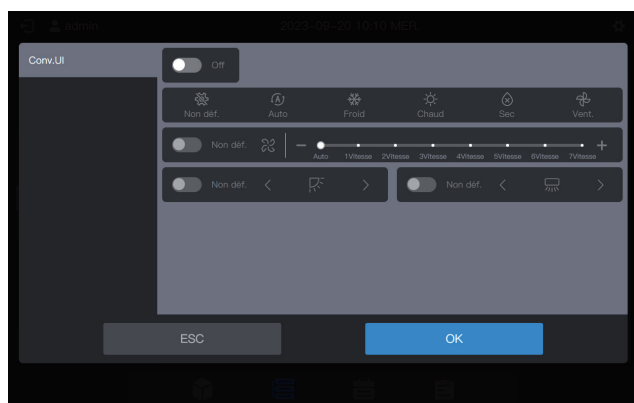 admin 2023-09-20 10:10 MER.
Conv.UI
Off
Non déf. Auto Froid Chaud Sec Vent.
Non déf. Auto 1Vitesse 2Vitesse 3Vitesse 4Vitesse 5Vitesse 6Vitesse 7Vitesse
Non déf. Non déf.
ESC OK